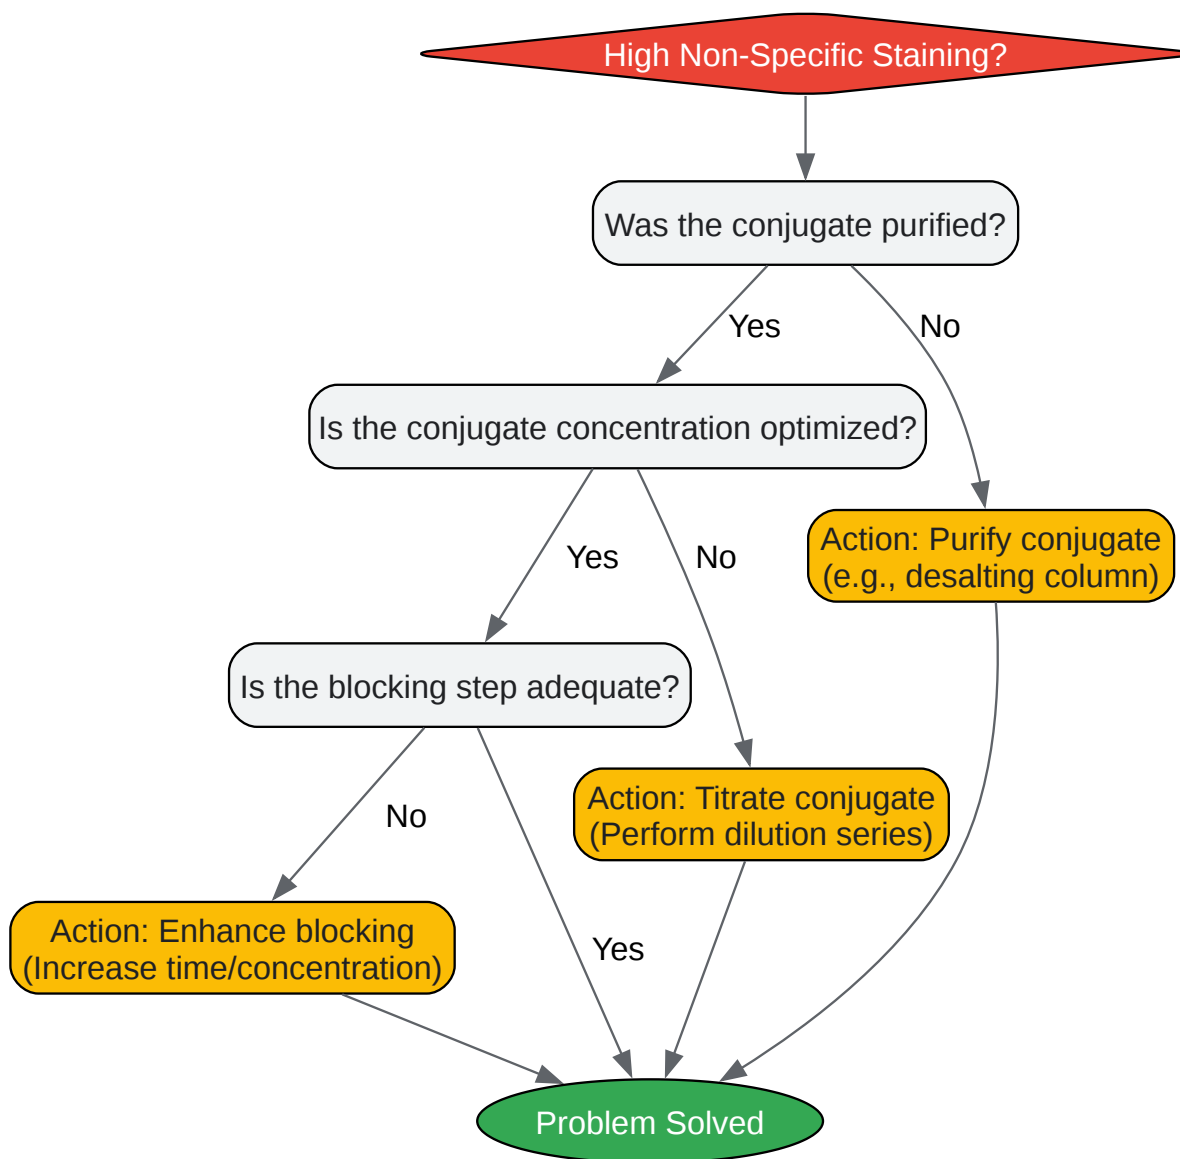 High Non-Specific Staining?
Was the conjugate purified?
Yes
No
Is the conjugate concentration optimized?
Yes
No
Action: Purify conjugate
(e.g., desalting column)
Is the blocking step adequate?
No
Action: Titrate conjugate
(Perform dilution series)
Yes
Action: Enhance blocking
(Increase time/concentration)
Problem Solved